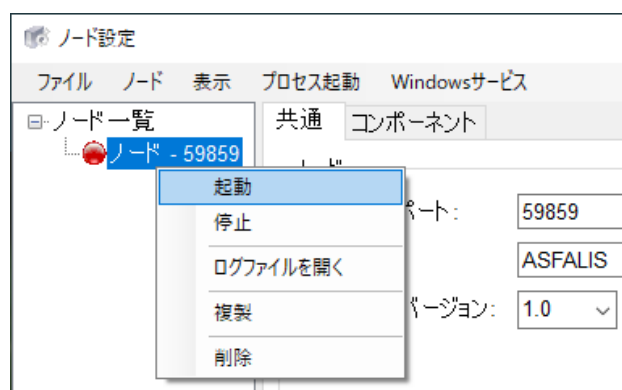 ノード設定
ファイル ノード 表示 プロセス起動 Windowsサービス
ノード一覧
ノード - 59859
共通 コンポーネント
起動
停止
ログファイルを開く
複製
削除
ポート: 59859
ASFALIS
バージョン: 1.0